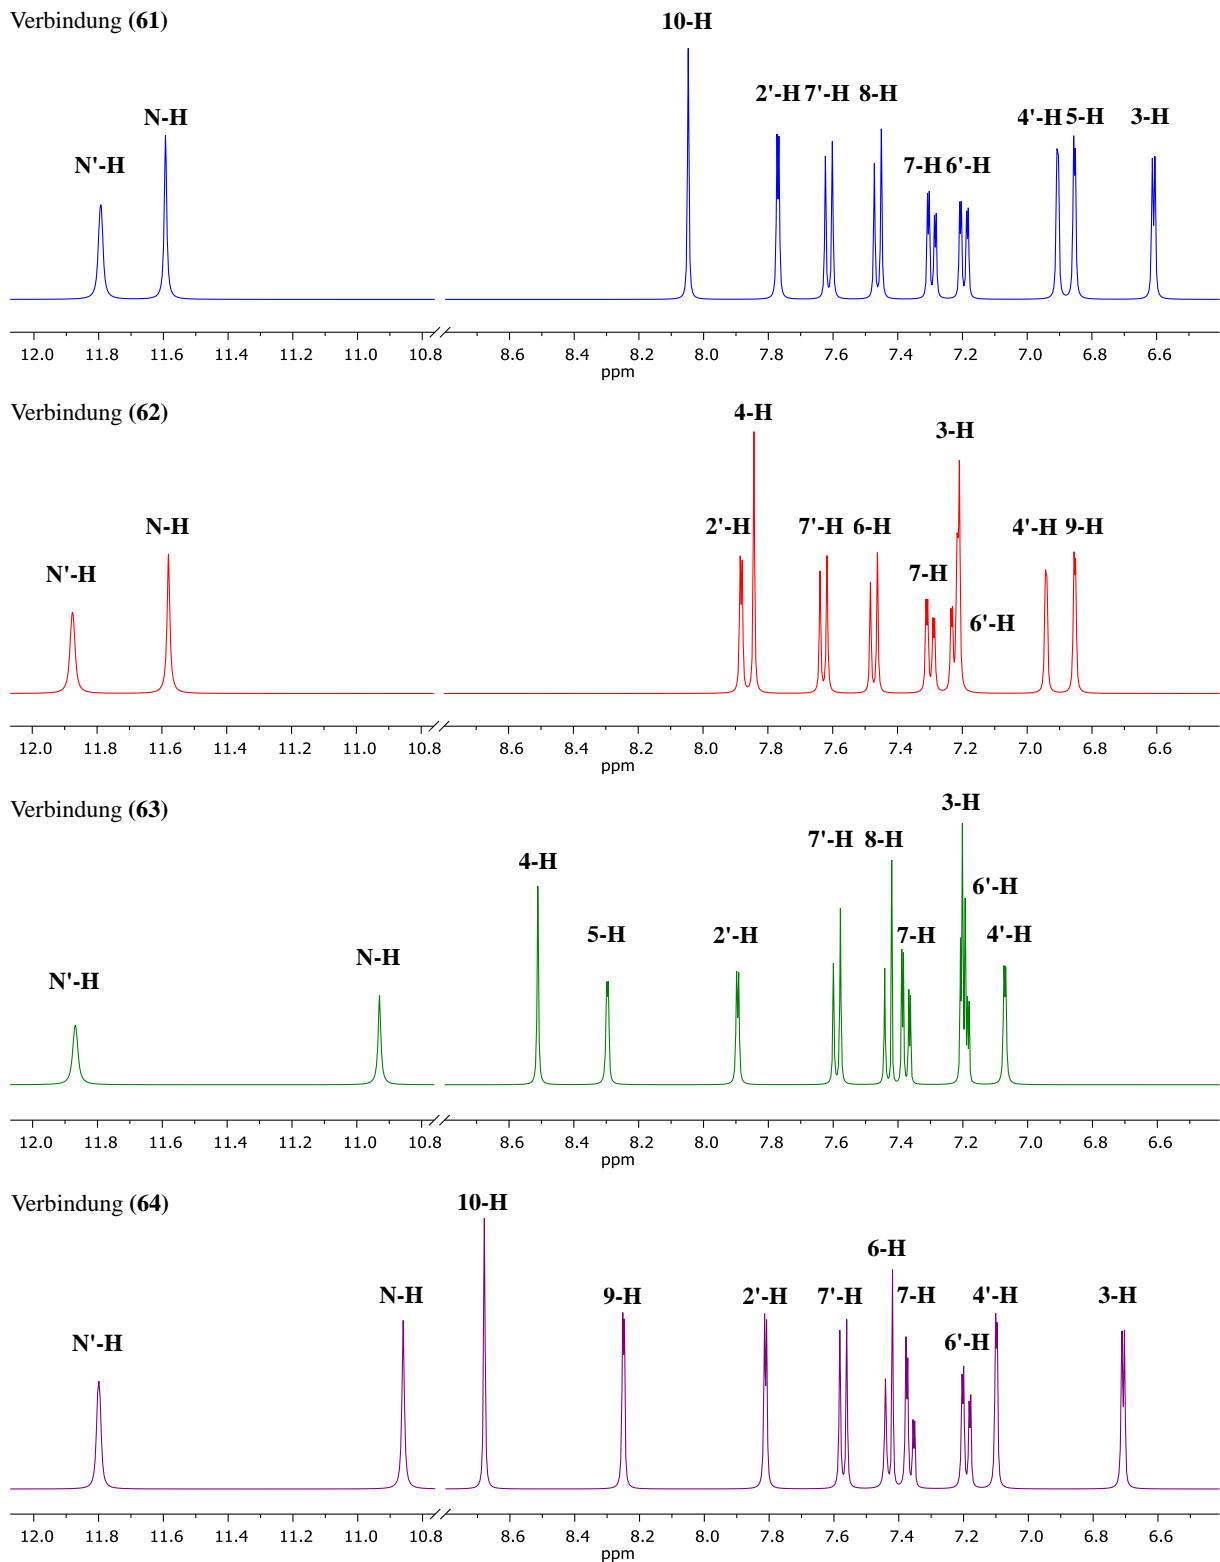 Verbindung (61)
10-H
2'-H 7'-H 8-H
N-H
4'-H 5-H 3-H
N'-H
7-H 6'-H
12.0 11.8 11.6 11.4 11.2 11.0 10.8 8.6 8.4 8.2 8.0 7.8 7.6 7.4 7.2 7.0 6.8 6.6
ppm
Verbindung (62)
4-H
3-H
N-H
2'-H 7'-H 6-H 4'-H 9-H
N'-H
7-H
6'-H
12.0 11.8 11.6 11.4 11.2 11.0 10.8 8.6 8.4 8.2 8.0 7.8 7.6 7.4 7.2 7.0 6.8 6.6
ppm
Verbindung (63)
3-H
7'-H 8-H
4-H
6'-H
5-H 2'-H 7-H 4'-H
N-H
N'-H
12.0 11.8 11.6 11.4 11.2 11.0 10.8 8.6 8.4 8.2 8.0 7.8 7.6 7.4 7.2 7.0 6.8 6.6
ppm
Verbindung (64)
10-H
6-H
N-H 9-H 2'-H 7'-H 7-H 4'-H 3-H
N'-H
6'-H
12.0 11.8 11.6 11.4 11.2 11.0 10.8 8.6 8.4 8.2 8.0 7.8 7.6 7.4 7.2 7.0 6.8 6.6
ppm